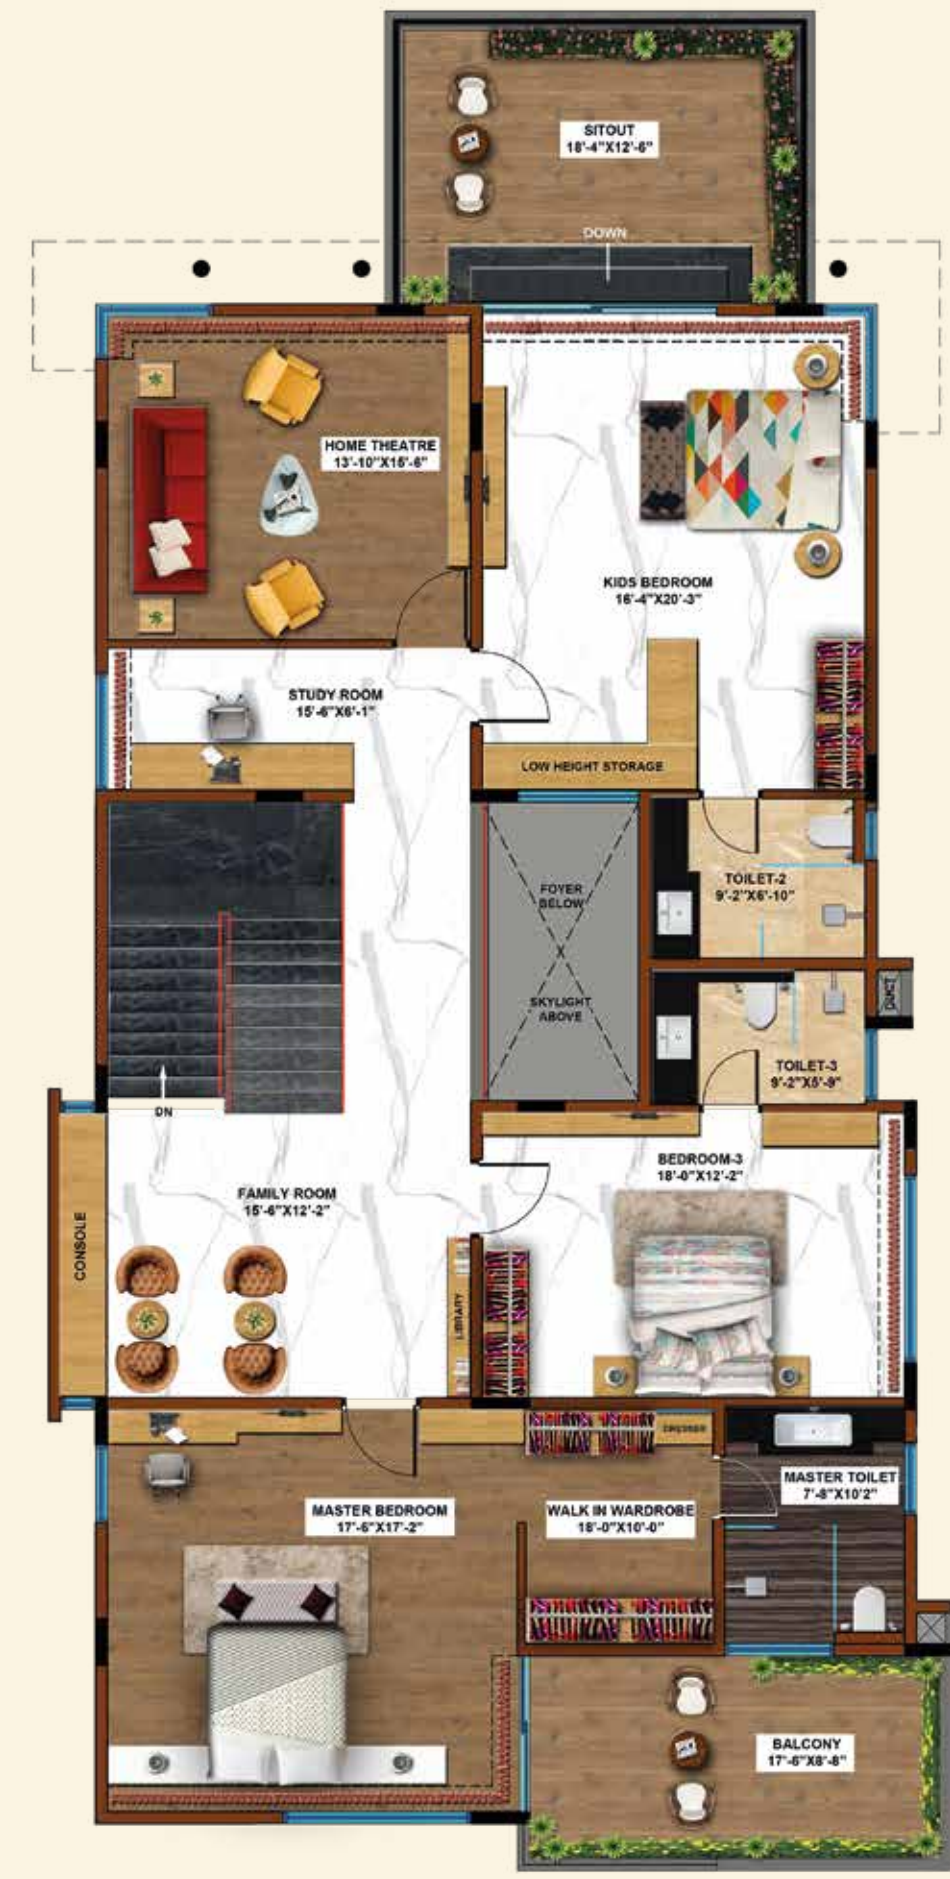 SITOUT
18'-4"X12'-6"
DOWN
HOME THEATRE
13'-10"X15'-6"
KIDS BEDROOM
16'-4"X20'-3"
STUDY ROOM
15'-6"X6'-1"
LOW HEIGHT STORAGE
FOYER
BELOW
X
SKYLIGHT
ABOVE
TOILET-2
9'-2"X6'-10"
DUCT
TOILET-3
9'-2"X5'-9"
DN
BEDROOM-3
18'-0"X12'-2"
FAMILY ROOM
15'-6"X12'-2"
CONSOLE
LIBRARY
DRESSER
MASTER BEDROOM
17'-6"X17'-2"
WALK IN WARDROBE
18'-0"X10'-0"
MASTER TOILET
7'-8"X10'2"
BALCONY
17'-6"X8'-8"